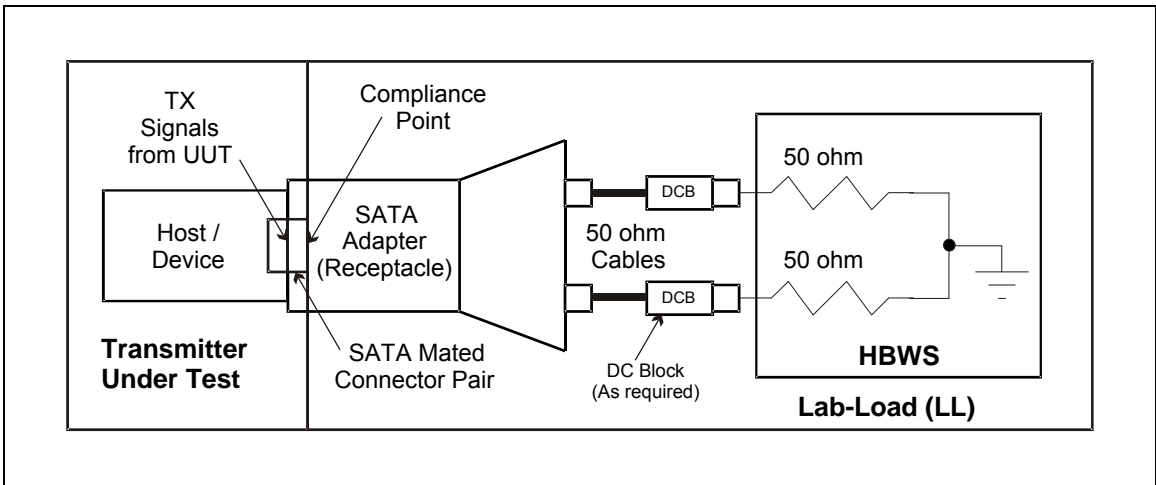 TX
Signals
from UUT
Compliance
Point
Host /
Device
SATA
Adapter
(Receptacle)
50 ohm
Cables
DCB
DCB
50 ohm
50 ohm
HBWS
Transmitter
Under Test
SATA Mated
Connector Pair
DC Block
(As required)
Lab-Load (LL)